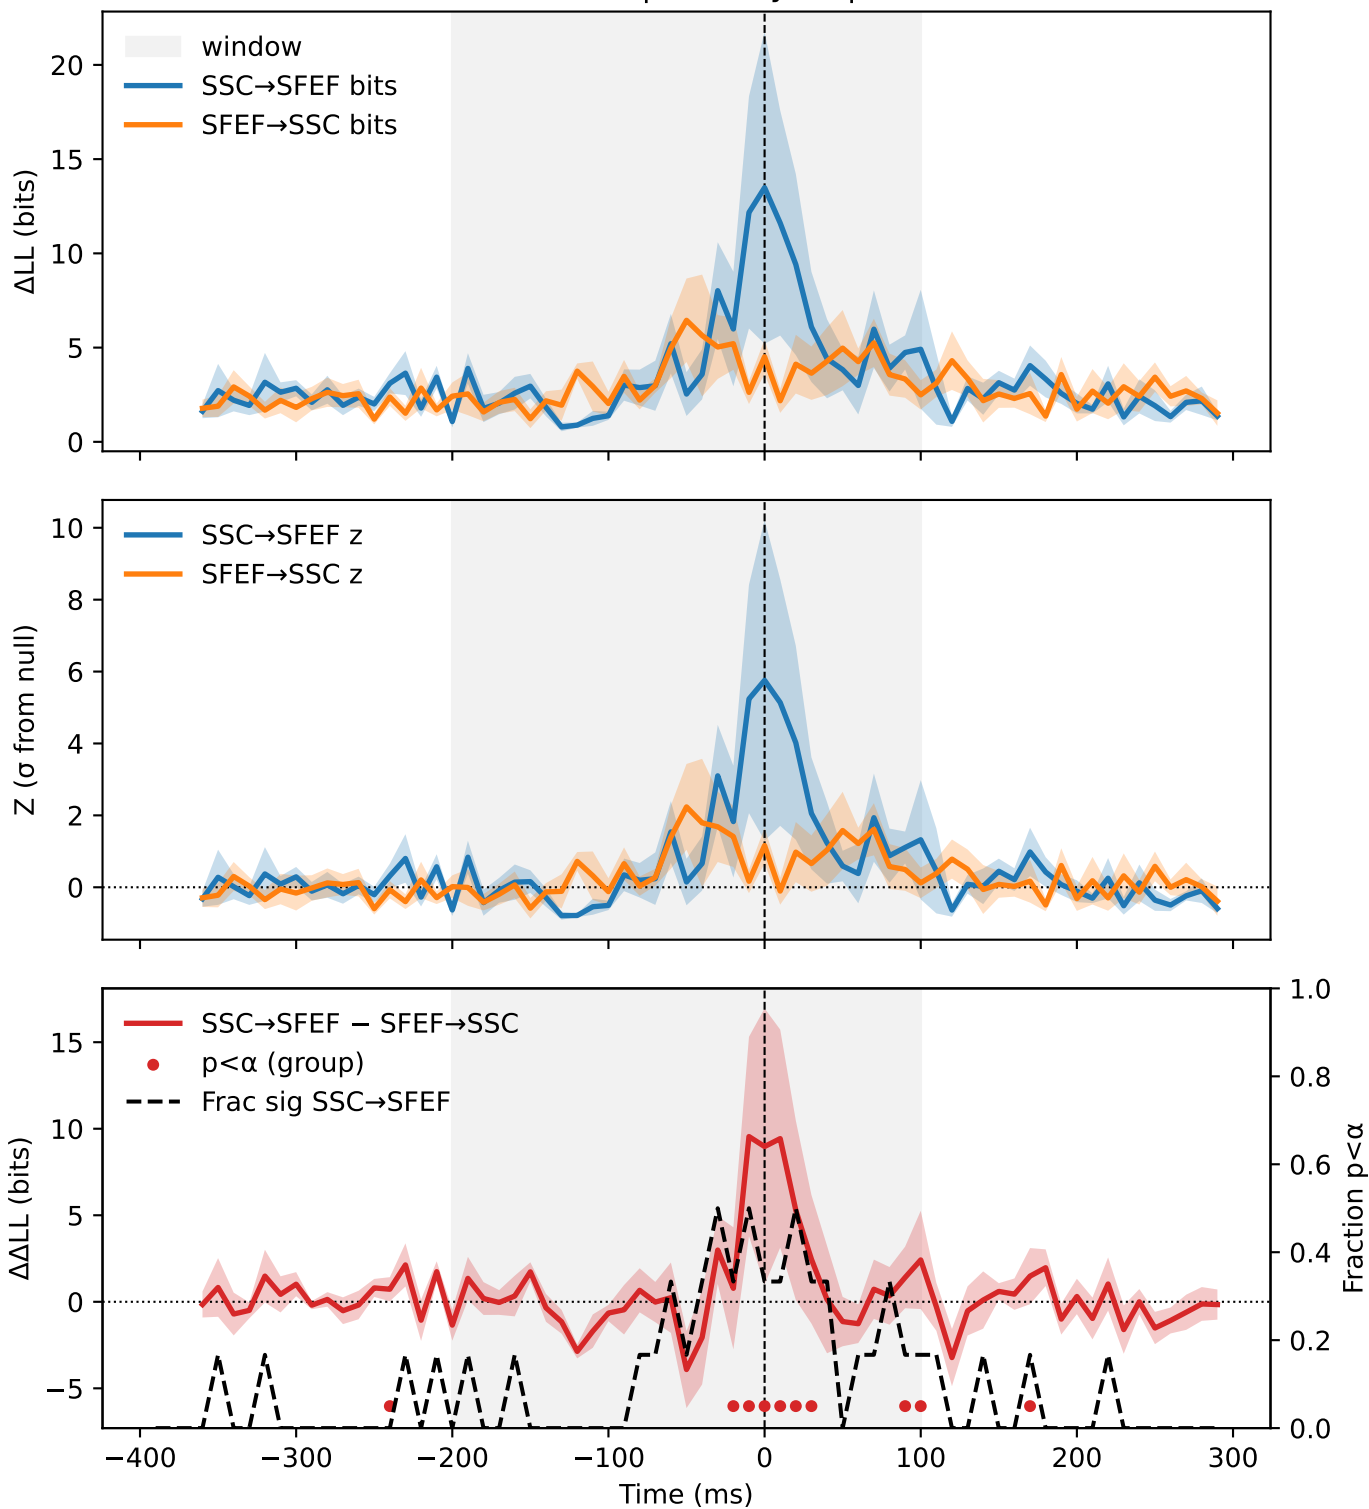 window
SSC→SFEF bits
SFEF→SSC bits
ΔLL (bits)
20
15
10
5
0
SSC→SFEF z
SFEF→SSC z
Z (σ from null)
10
8
6
4
2
0
SSC→SFEF − SFEF→SSC
p<α (group)
Frac sig SSC→SFEF
ΔΔLL (bits)
15
10
5
0
−5
1.0
0.8
0.6
0.4
0.2
0.0
Fraction p<α
−400 −300 −200 −100 0 100 200 300
Time (ms)